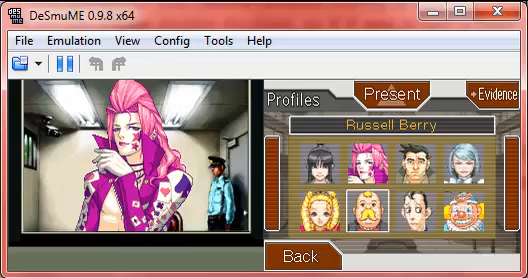 DeSmuME 0.9.8 x64
File Emulation View Config Tools Help
Profiles
Present
Evidence
Russell Berry
Back